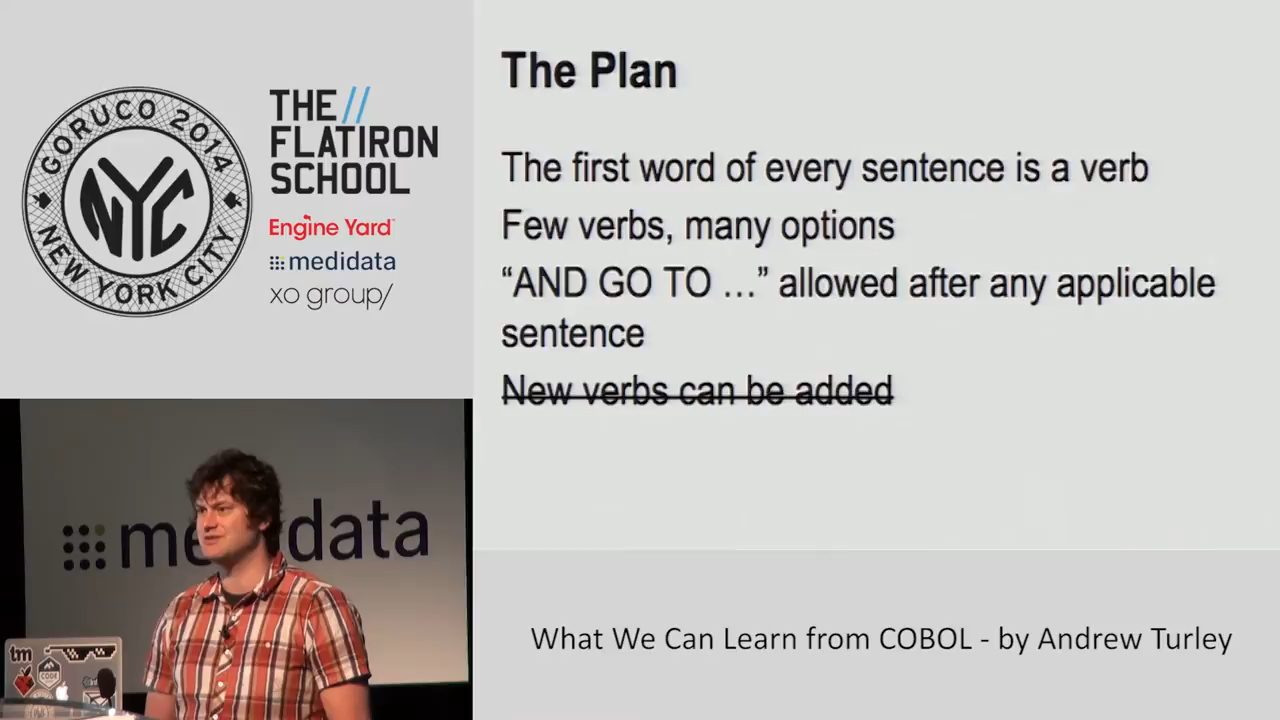 GORUCO 2014
NYC
NEW YORK CITY
THE//
FLATIRON
SCHOOL
Engine Yard
medidata
xo group/
The Plan
The first word of every sentence is a verb
Few verbs, many options
“AND GO TO …” allowed after any applicable
sentence
New verbs can be added
medidata
tm
CODE
What We Can Learn from COBOL - by Andrew Turley